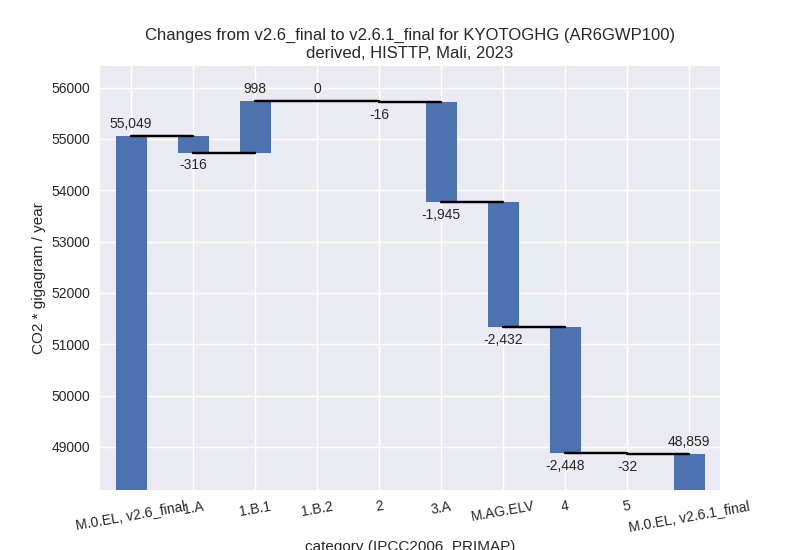 Changes from v2.6_final to v2.6.1_final for KYOTOGHG (AR6GWP100)
derived, HISTTP, Mali, 2023
CO2 * gigagram / year
56000
55000
54000
53000
52000
51000
50000
49000
55,049
-316
998
0
-16
-1,945
-2,432
-2,448
-32
48,859
M.0.EL, v2.6_final
1.A
1.B.1
1.B.2
2
3.A
M.AG.ELV
4
5
M.0.EL, v2.6.1_final
category (IPCC2006_PRIMAP)